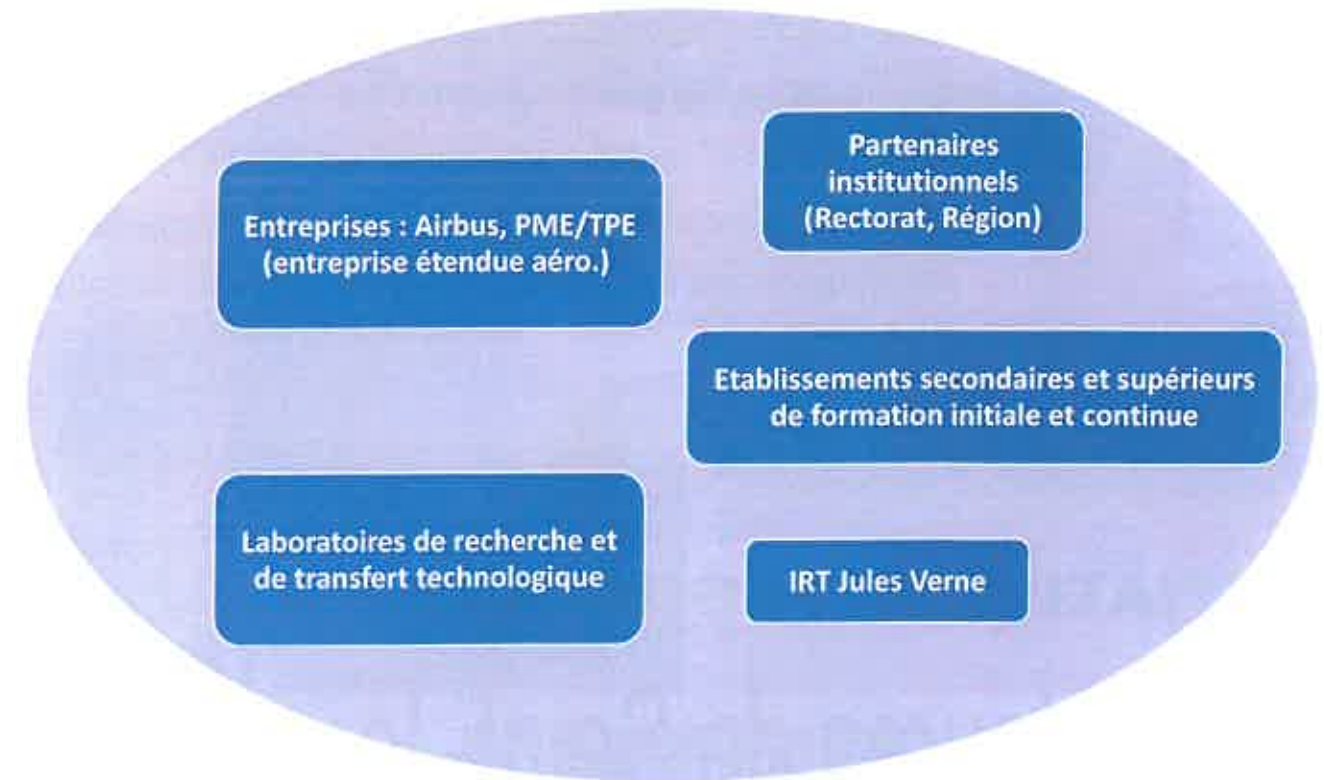 Partenaires
institutionnels
(Rectorat, Région)
Entreprises : Airbus, PME/TPE
(entreprise étendue aéro.)
Etablissements secondaires et supérieurs
de formation initiale et continue
Laboratoires de recherche et
de transfert technologique
IRT Jules Verne